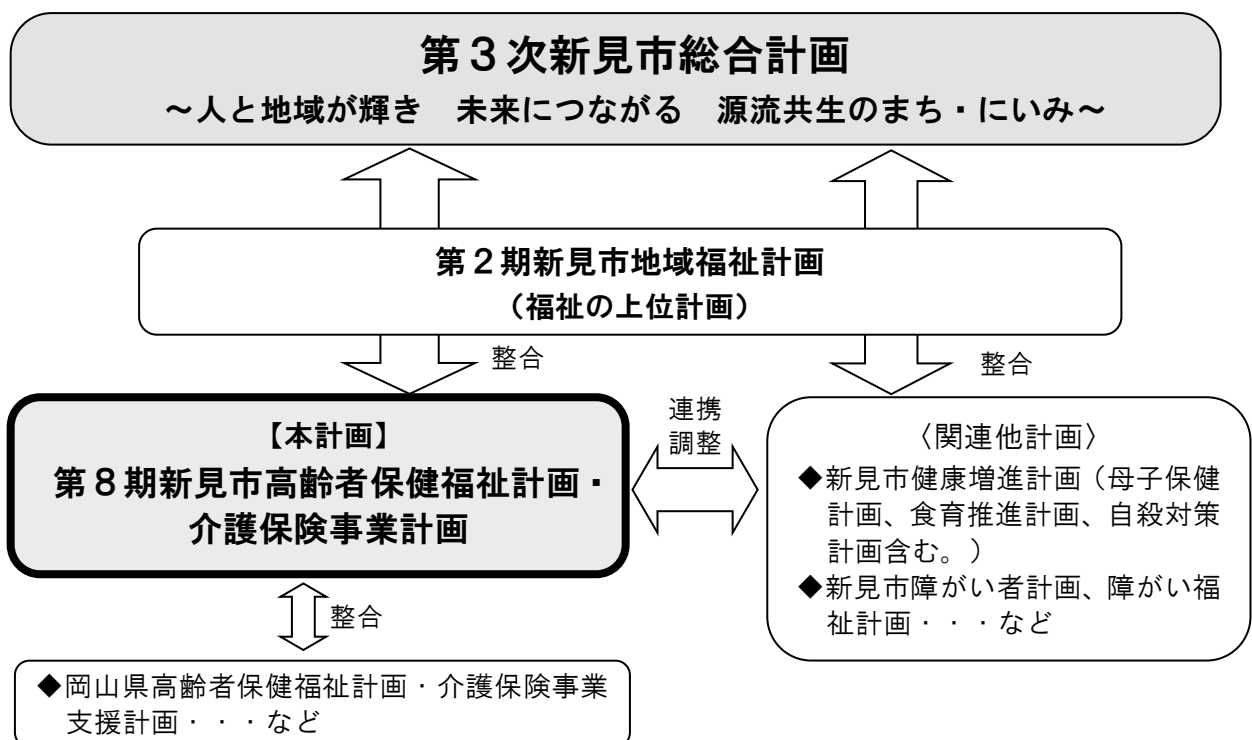 第３次新見市総合計画
～人と地域が輝き　未来につながる　源流共生のまち・にいみ～
第２期新見市地域福祉計画
（福祉の上位計画）
整合
整合
【本計画】
第８期新見市高齢者保健福祉計画・
介護保険事業計画
連携
調整
〈関連他計画〉
◆新見市健康増進計画（母子保健
計画、食育推進計画、自殺対策
計画含む。）
◆新見市障がい者計画、障がい福
祉計画・・・など
整合
◆岡山県高齢者保健福祉計画・介護保険事業
支援計画・・・など